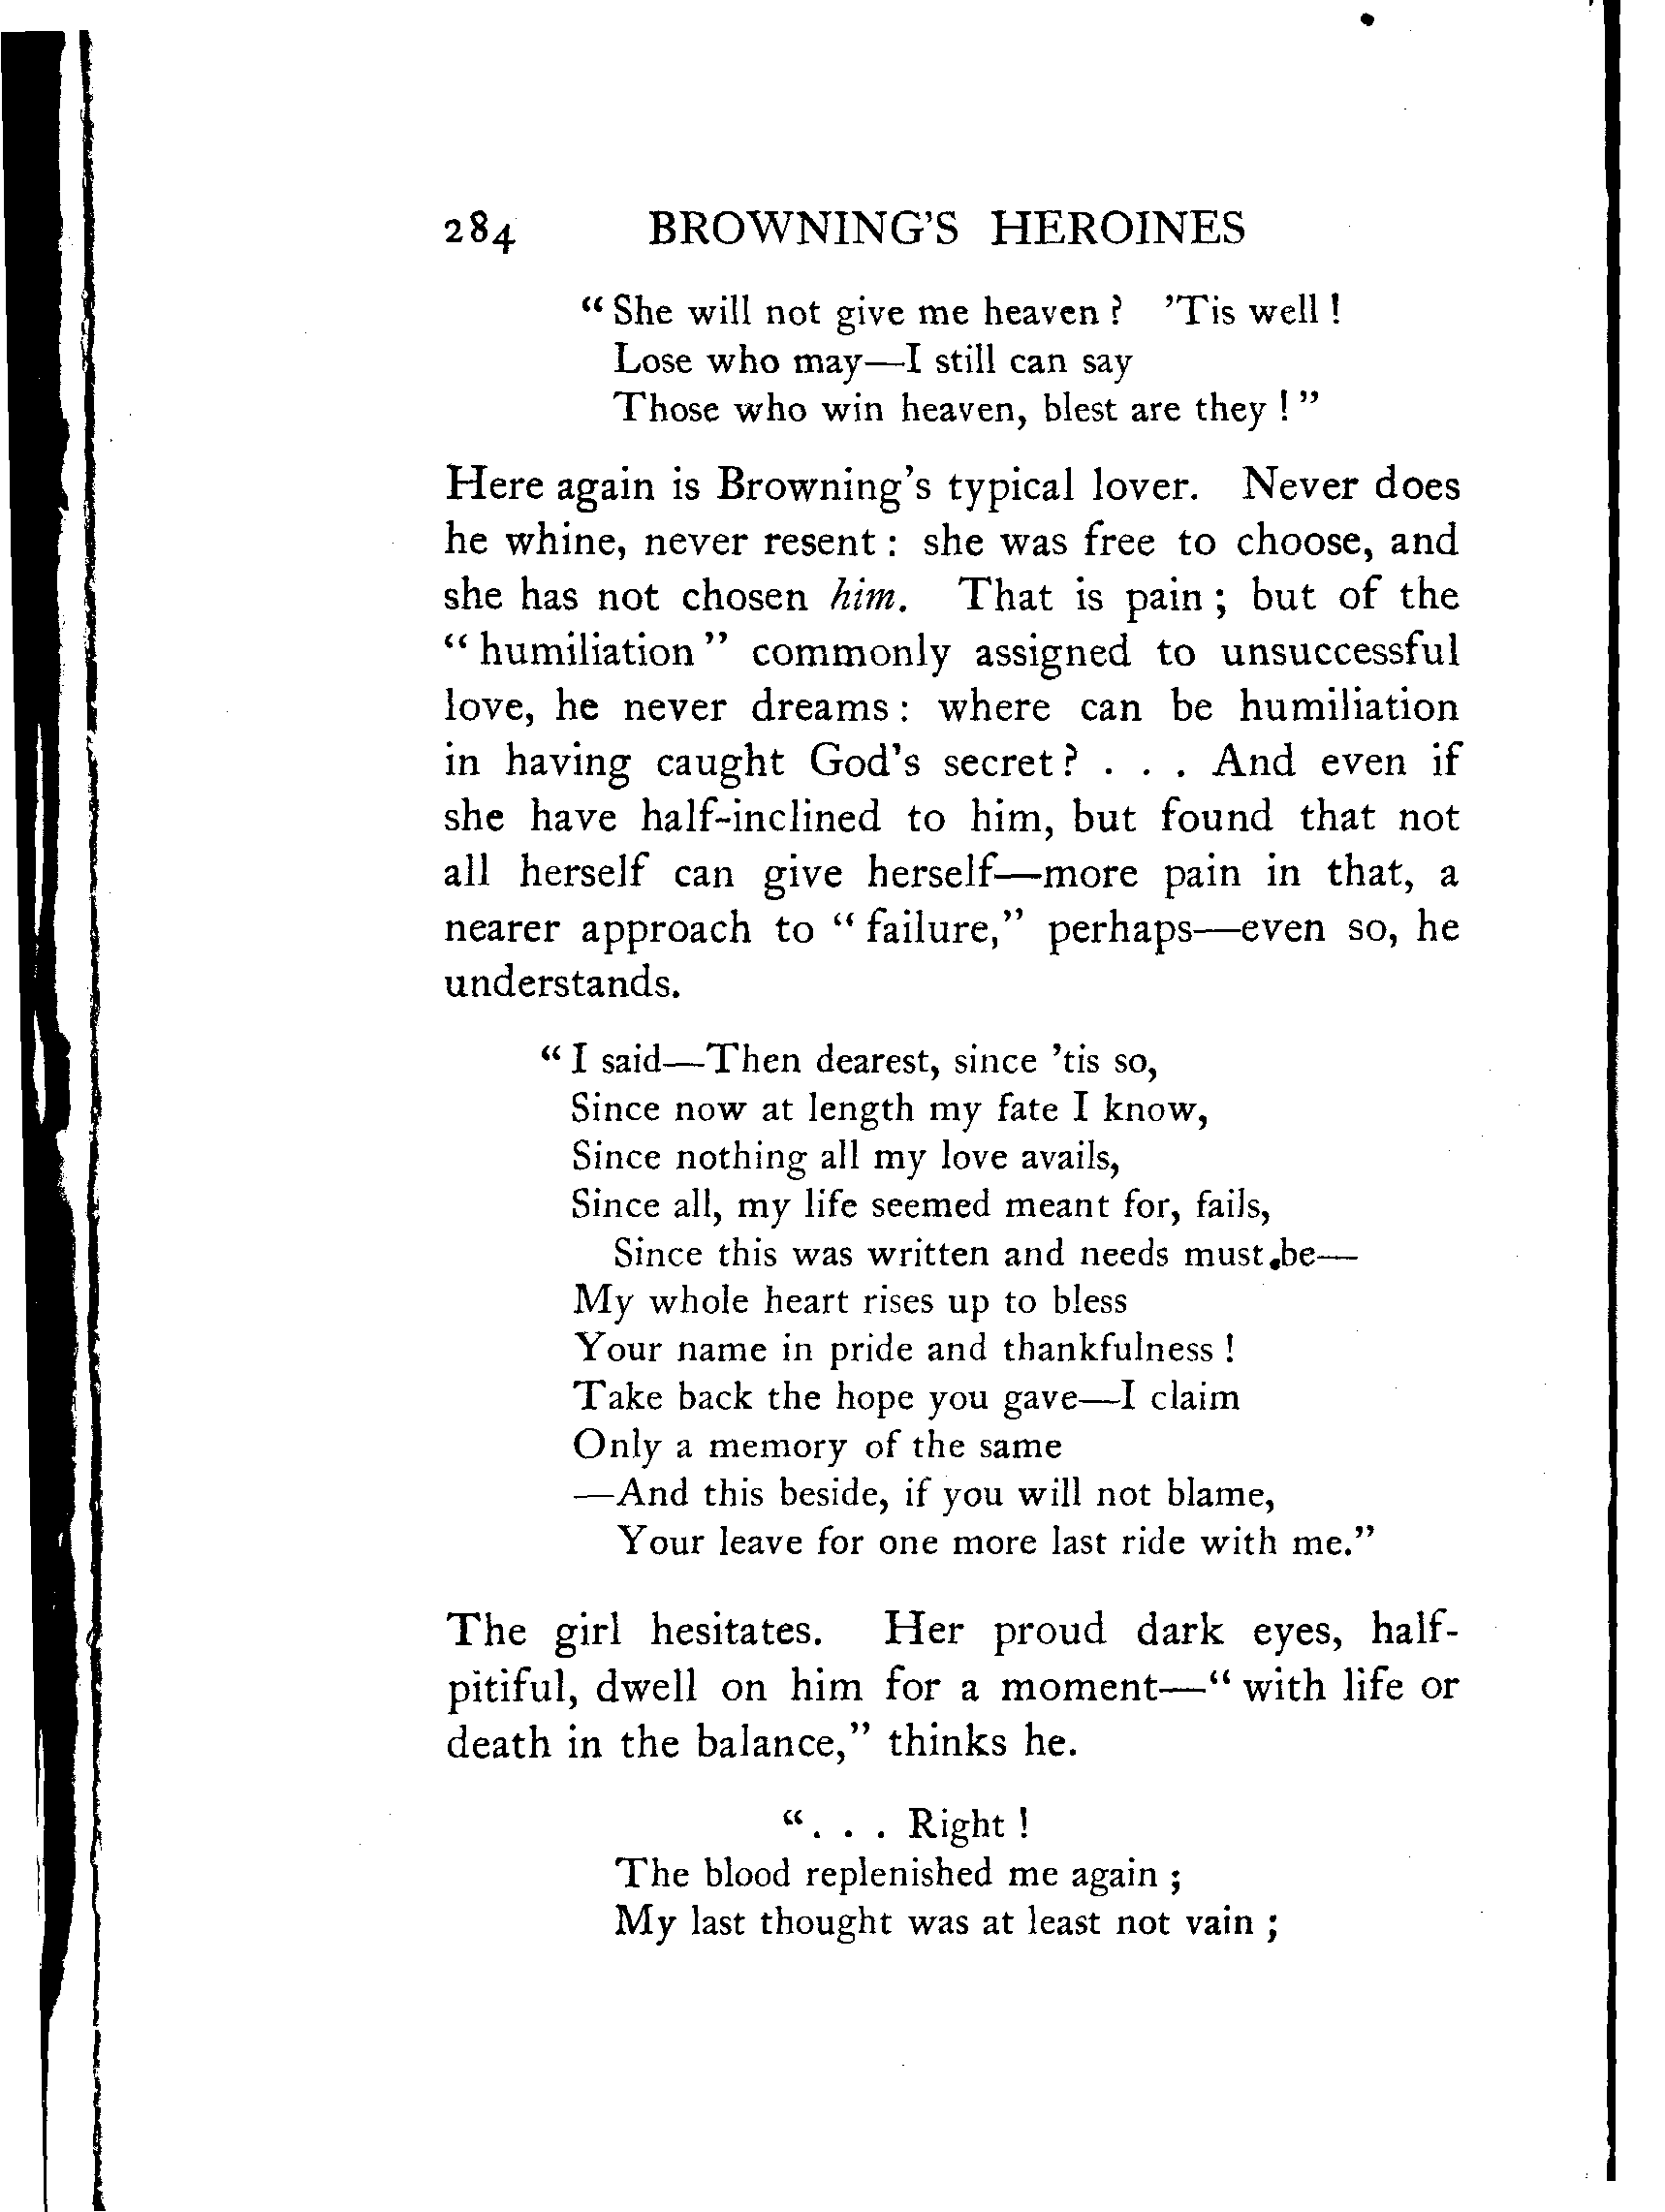 284 BROWNING'S HEROINES
"She will not give me heaven? 'Tis well!
Lose who may—I still can say
Those who win heaven, blest are they!"
Here again is Browning's typical lover. Never does
he whine, never resent: she was free to choose, and
she has not chosen him. That is pain; but of the
"humiliation" commonly assigned to unsuccessful
love, he never dreams: where can be humiliation
in having caught God's secret? . . . And even if
she have half-inclined to him, but found that not
all herself can give herself—more pain in that, a
nearer approach to "failure," perhaps—even so, he
understands.
"I said—Then dearest, since 'tis so,
Since now at length my fate I know,
Since nothing all my love avails,
Since all, my life seemed meant for, fails,
Since this was written and needs must be—
My whole heart rises up to bless
Your name in pride and thankfulness!
Take back the hope you gave—I claim
Only a memory of the same
—And this beside, if you will not blame,
Your leave for one more last ride with me."
The girl hesitates. Her proud dark eyes, half-
pitiful, dwell on him for a moment—"with life or
death in the balance," thinks he.
". . . Right!
The blood replenished me again;
My last thought was at least not vain;